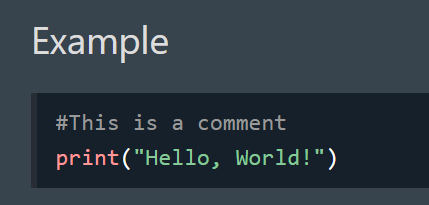 Example
#This is a comment
print("Hello, World!")